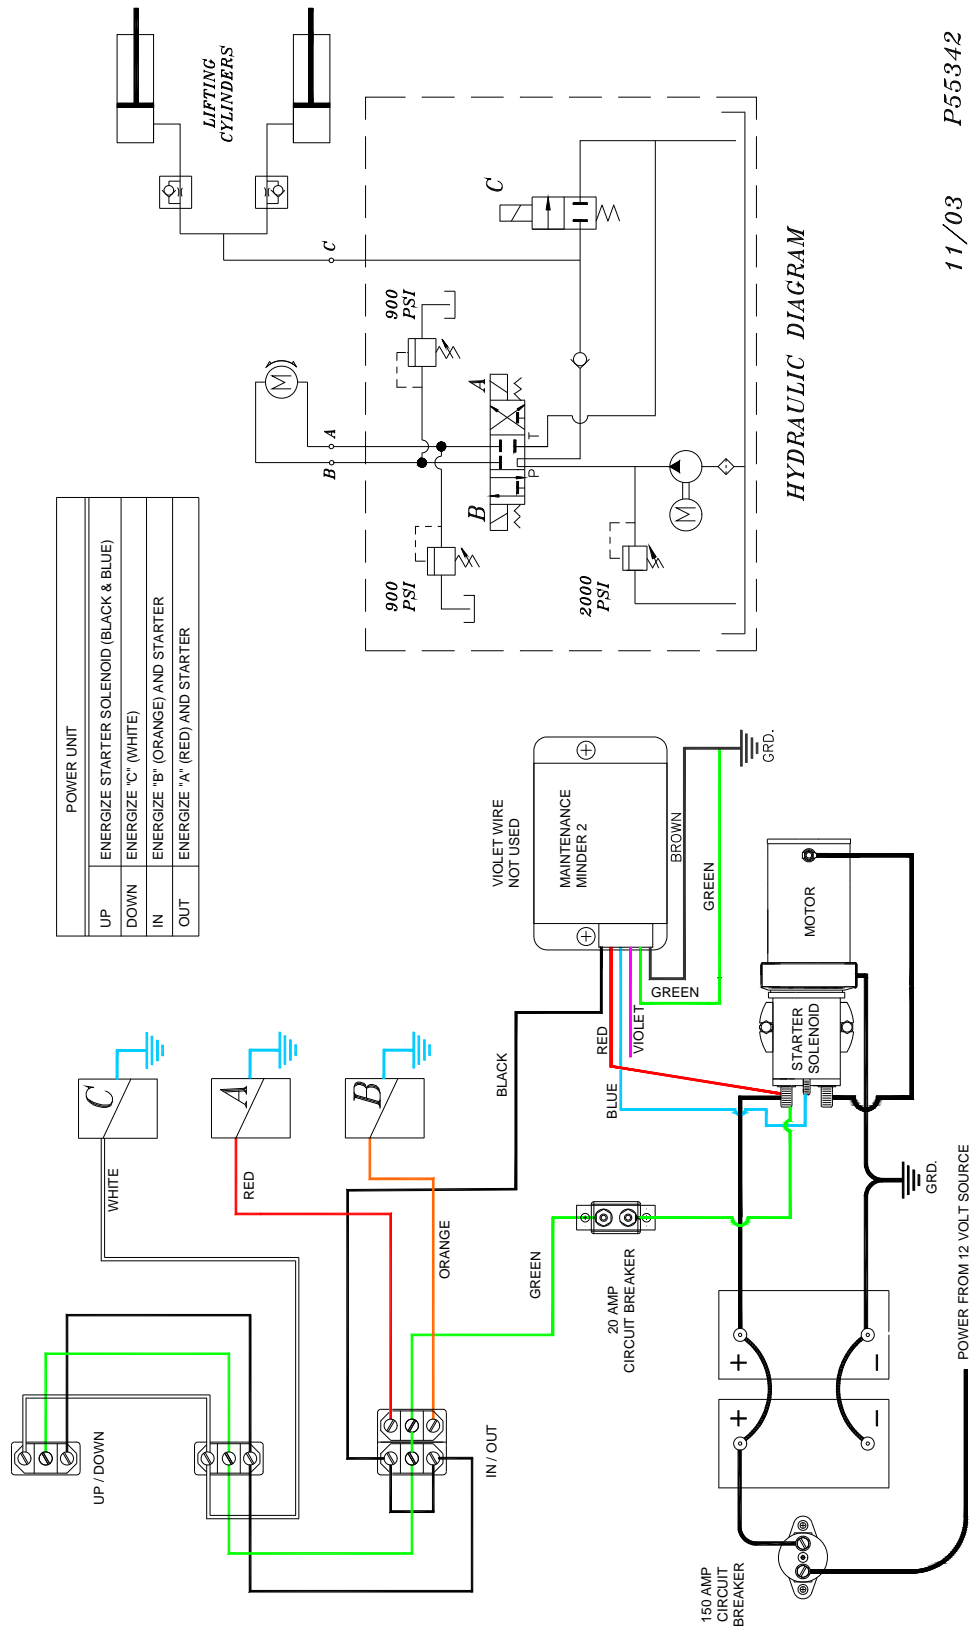 POWER UNIT
UP ENERGIZE STARTER SOLENOID (BLACK & BLUE)
DOWN ENERGIZE "C" (WHITE)
IN ENERGIZE "B" (ORANGE) AND STARTER
OUT ENERGIZE "A" (RED) AND STARTER
LIFTING
CYLINDERS
C
B
A
M
900
PSI
900
PSI
C
A
B
P
T
2000
PSI
M
HYDRAULIC DIAGRAM
11/03
P55342
C
A
B
WHITE
RED
ORANGE
UP / DOWN
IN / OUT
BLACK
GREEN
20 AMP
CIRCUIT BREAKER
VIOLET WIRE
NOT USED
MAINTENANCE
MINDER 2
BROWN
GREEN
GREEN
RED
VIOLET
BLUE
GRD.
MOTOR
STARTER
SOLENOID
GRD.
+
-
+
-
150 AMP
CIRCUIT
BREAKER
POWER FROM 12 VOLT SOURCE